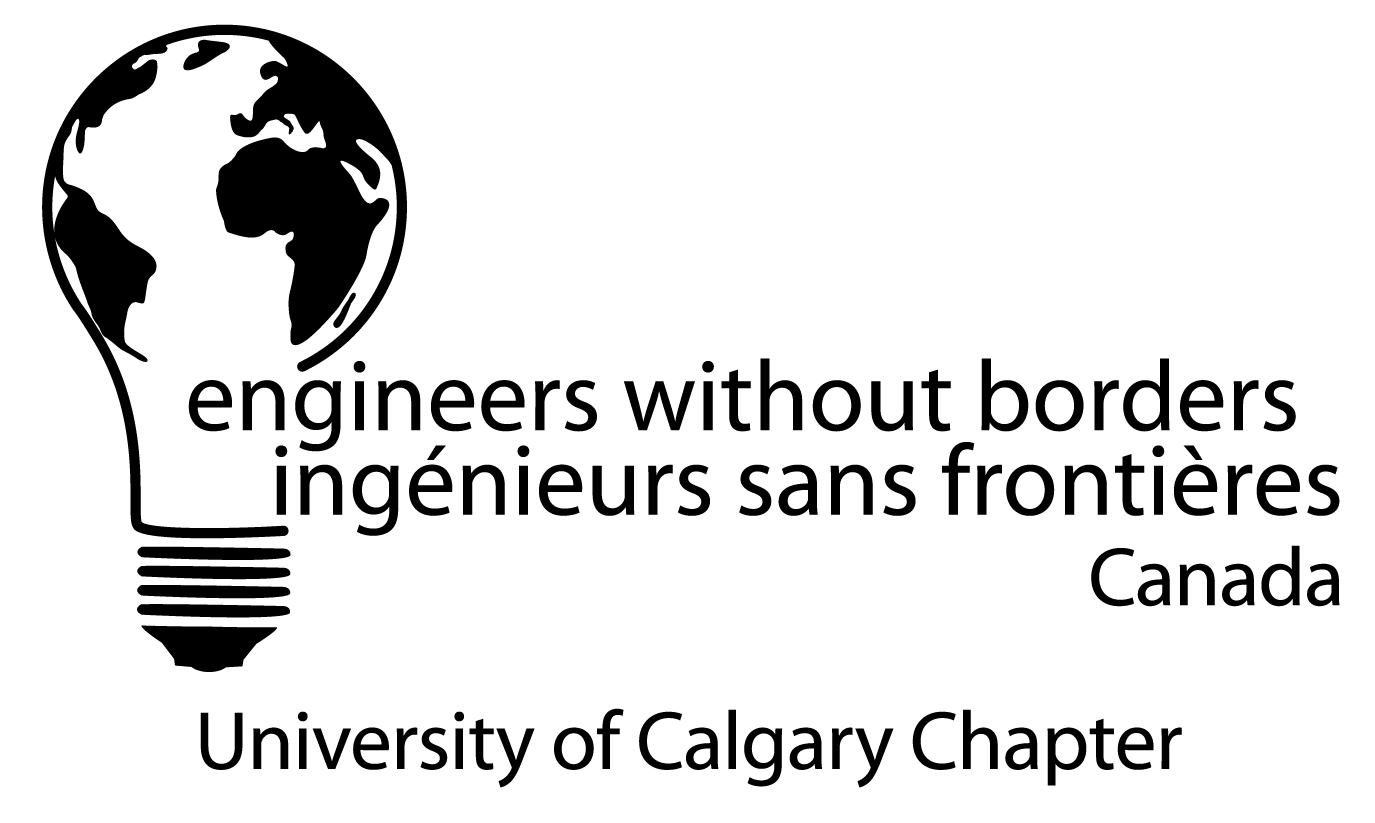 engineers without borders
ingénieurs sans frontières
Canada
University of Calgary Chapter